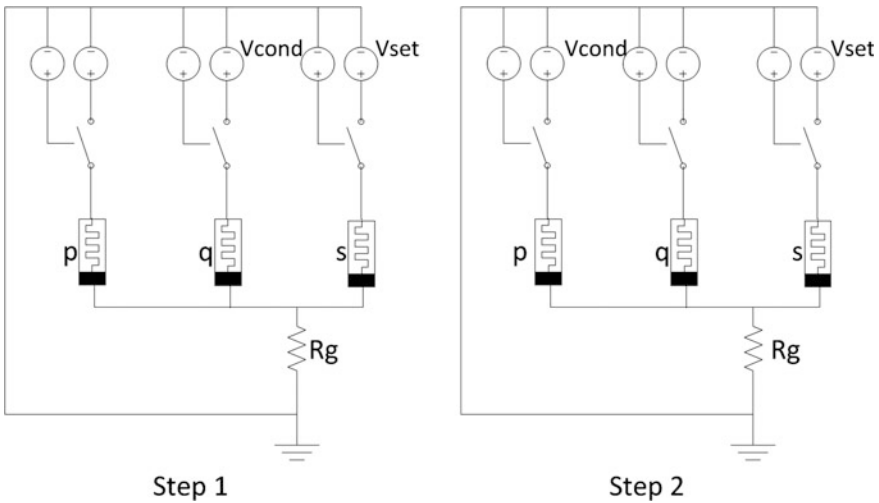 Vcond Vset
p q s
Rg
Step 1
Vcond Vset
p q s
Rg
Step 2